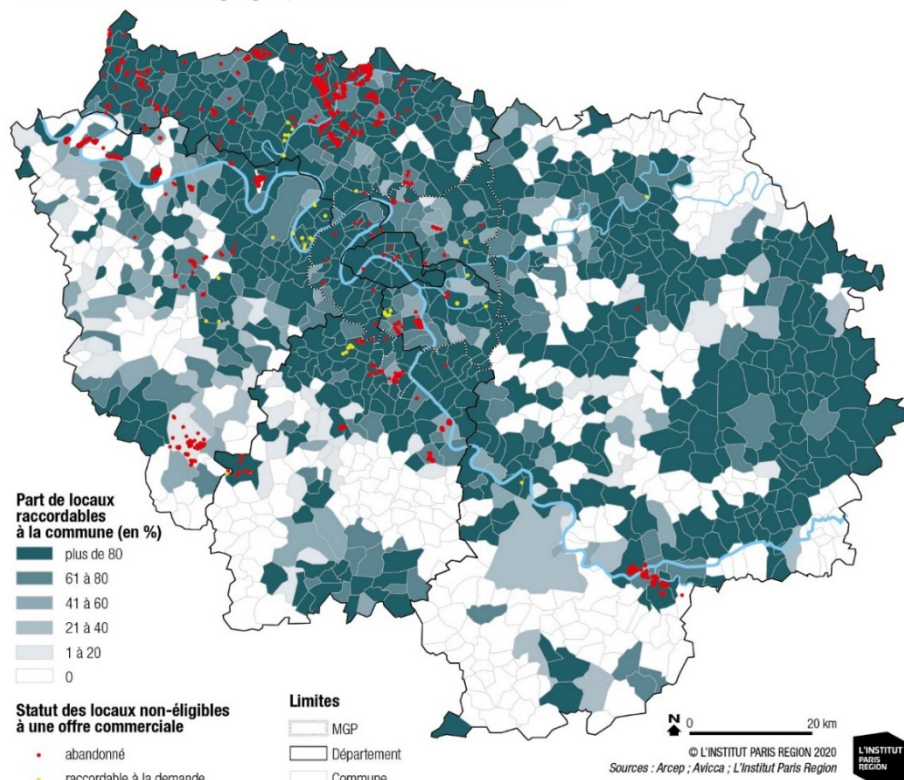 Part de locaux
raccordables
à la commune (en %)
plus de 80
61 à 80
41 à 60
21 à 40
1 à 20
0
Statut des locaux non-éligibles
à une offre commerciale
abandonné
raccordable à la demande
Limites
MGP
Département
Commune
N 0 20 km
© L'INSTITUT PARIS REGION 2020
Sources : Arcep ; Avicca ; L'Institut Paris Region
L'INSTITUT
PARIS
REGION